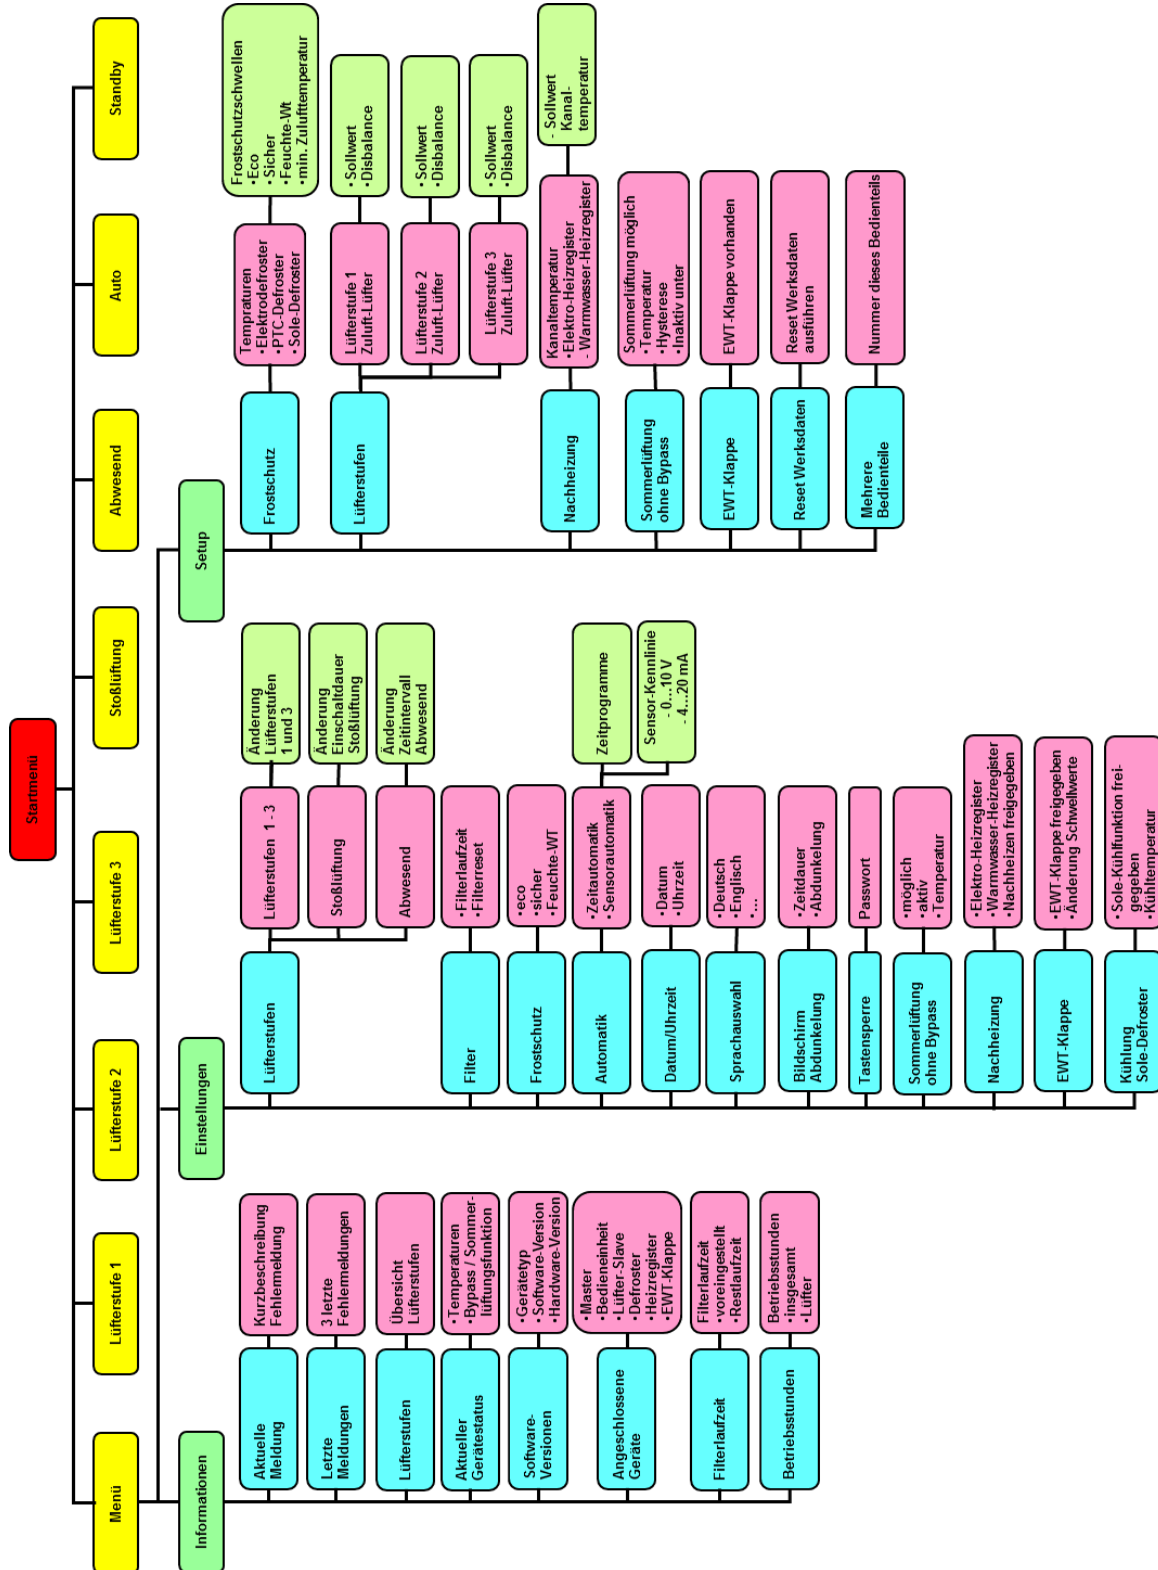 Startmenü
Menü
Lüfterstufe 1
Lüfterstufe 2
Lüfterstufe 3
Stoßlüftung
Abwesend
Auto
Standby
Informationen
Einstellungen
Setup
Aktuelle
Meldung
Kurzbeschreibung
Fehlermeldung
Letzte
Meldungen
3 letzte
Fehlermeldungen
Lüfterstufen
Übersicht
Lüfterstufen
Aktueller
Gerätestatus
•Temperaturen
•Bypass / Sommer-
lüftungsfunktion
Software-
Versionen
•Gerätetyp
•Software-Version
•Hardware-Version
Angeschlossene
Geräte
•Master
•Bedieneinheit
•Lüfter-Slave
•Defroster
•Heizregister
•EWT-Klappe
Filterlaufzeit
Filterlaufzeit
•voreingestellt
•Restlaufzeit
Betriebsstunden
Betriebsstunden
•insgesamt
•Lüfter
Lüfterstufen
Lüfterstufen 1 - 3
Änderung
Lüfterstufen
1 und 3
Stoßlüftung
Änderung
Einschaltdauer
Stoßlüftung
Abwesend
Änderung
Zeitintervall
Abwesend
Filter
•Filterlaufzeit
•Filterreset
Frostschutz
•eco
•sicher
•Feuchte-WT
Automatik
•Zeitautomatik
•Sensorautomatik
Zeitprogramme
Sensor-Kennlinie
- 0...10 V
- 4...20 mA
Datum/Uhrzeit
•Datum
•Uhrzeit
Sprachauswahl
•Deutsch
•Englisch
•...
Bildschirm
Abdunkelung
•Zeitdauer
•Abdunkelung
Tastensperre
Passwort
Sommerlüftung
ohne Bypass
•möglich
•aktiv
•Temperatur
Nachheizung
•Elektro-Heizregister
•Warmwasser-Heizregister
•Nachheizen freigegeben
EWT-Klappe
•EWT-Klappe freigegeben
•Änderung Schwellwerte
Kühlung
Sole-Defroster
•Sole-Kühlfunktion frei-
gegeben
•Kühltemperatur
Frostschutz
Tempraturen
•Elektrodefroster
•PTC-Defroster
•Sole-Defroster
Frostschutzschwellen
•Eco
•Sicher
•Feuchte-Wt
•min. Zulufttemperatur
Lüfterstufen
Lüfterstufe 1
Zuluft-Lüfter
•Sollwert
•Disbalance
Lüfterstufe 2
Zuluft-Lüfter
•Sollwert
•Disbalance
Lüfterstufe 3
Zuluft-Lüfter
•Sollwert
•Disbalance
Nachheizung
Kanaltemperatur
•Elektro-Heizregister
- Warmwasser-Heizregister
- Sollwert
Kanal-
temperatur
Sommerlüftung
ohne Bypass
Sommerlüftung möglich
•Temperatur
•Hysterese
•Inaktiv unter
EWT-Klappe
EWT-Klappe vorhanden
Reset Werksdaten
Reset Werksdaten
ausführen
Mehrere
Bedienteile
Nummer dieses Bedienteils